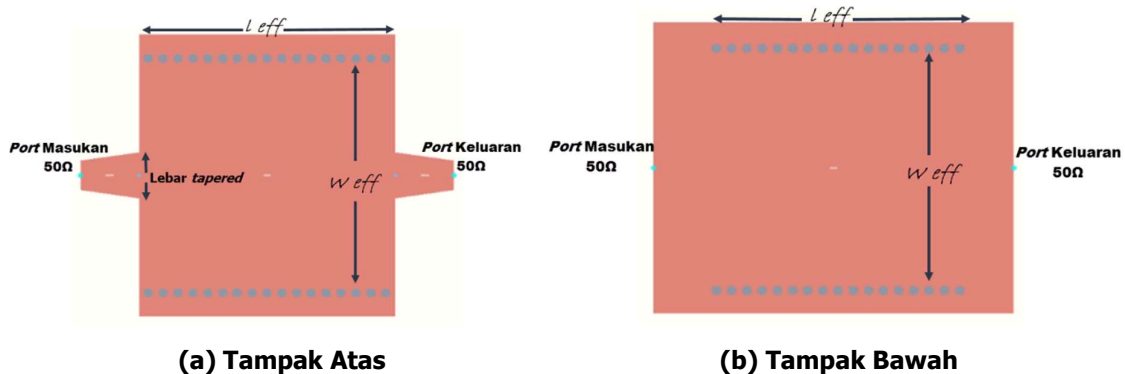 l eff
Port Masukan
50Ω
Lebar tapered
W eff
Port Keluaran
50Ω
(a) Tampak Atas
l eff
Port Masukan
50Ω
W eff
Port Keluaran
50Ω
(b) Tampak Bawah